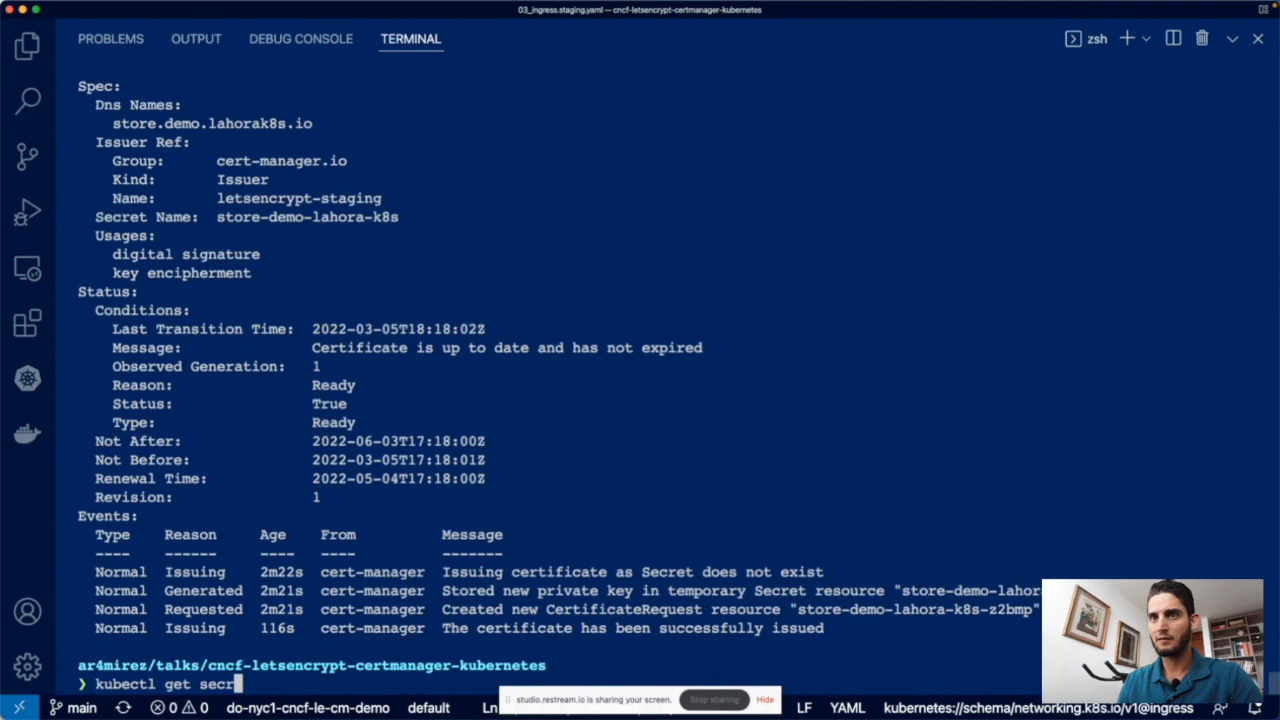 03_ingress.staging.yaml — cncf-letsencrypt-certmanager-kubernetes
PROBLEMS OUTPUT DEBUG CONSOLE TERMINAL zsh
Spec:
Dns Names:
store.demo.lahorak8s.io
Issuer Ref:
Group: cert-manager.io
Kind: Issuer
Name: letsencrypt-staging
Secret Name: store-demo-lahora-k8s
Usages:
digital signature
key encipherment
Status:
Conditions:
Last Transition Time: 2022-03-05T18:18:02Z
Message: Certificate is up to date and has not expired
Observed Generation: 1
Reason: Ready
Status: True
Type: Ready
Not After: 2022-06-03T17:18:00Z
Not Before: 2022-03-05T17:18:01Z
Renewal Time: 2022-05-04T17:18:00Z
Revision: 1
Events:
Type Reason Age From Message
---- ------ ---- ---- -------
Normal Issuing 2m22s cert-manager Issuing certificate as Secret does not exist
Normal Generated 2m21s cert-manager Stored new private key in temporary Secret resource "store-demo-lahora
Normal Requested 2m21s cert-manager Created new CertificateRequest resource "store-demo-lahora-k8s-z2bmp"
Normal Issuing 116s cert-manager The certificate has been successfully issued
ar4mirez/talks/cncf-letsencrypt-certmanager-kubernetes
❯ kubectl get secr
studio.restream.io is sharing your screen. Stop sharing Hide
main 0 0 do-nyc1-cncf-le-cm-demo default Ln LF YAML kubernetes://schema/networking.k8s.io/v1@ingress